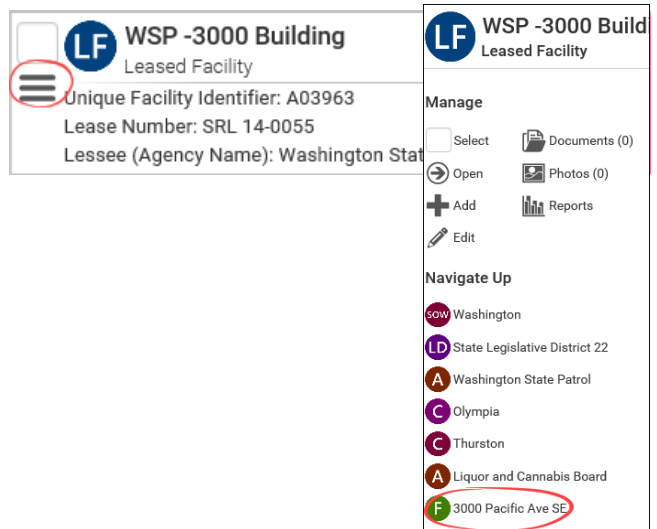 LF WSP -3000 Building
Leased Facility
Unique Facility Identifier: A03963
Lease Number: SRL 14-0055
Lessee (Agency Name): Washington Stat
LF WSP -3000 Buildi
Leased Facility
Manage
Select Documents (0)
Open Photos (0)
Add Reports
Edit
Navigate Up
SOW Washington
LD State Legislative District 22
A Washington State Patrol
C Olympia
C Thurston
A Liquor and Cannabis Board
F 3000 Pacific Ave SE